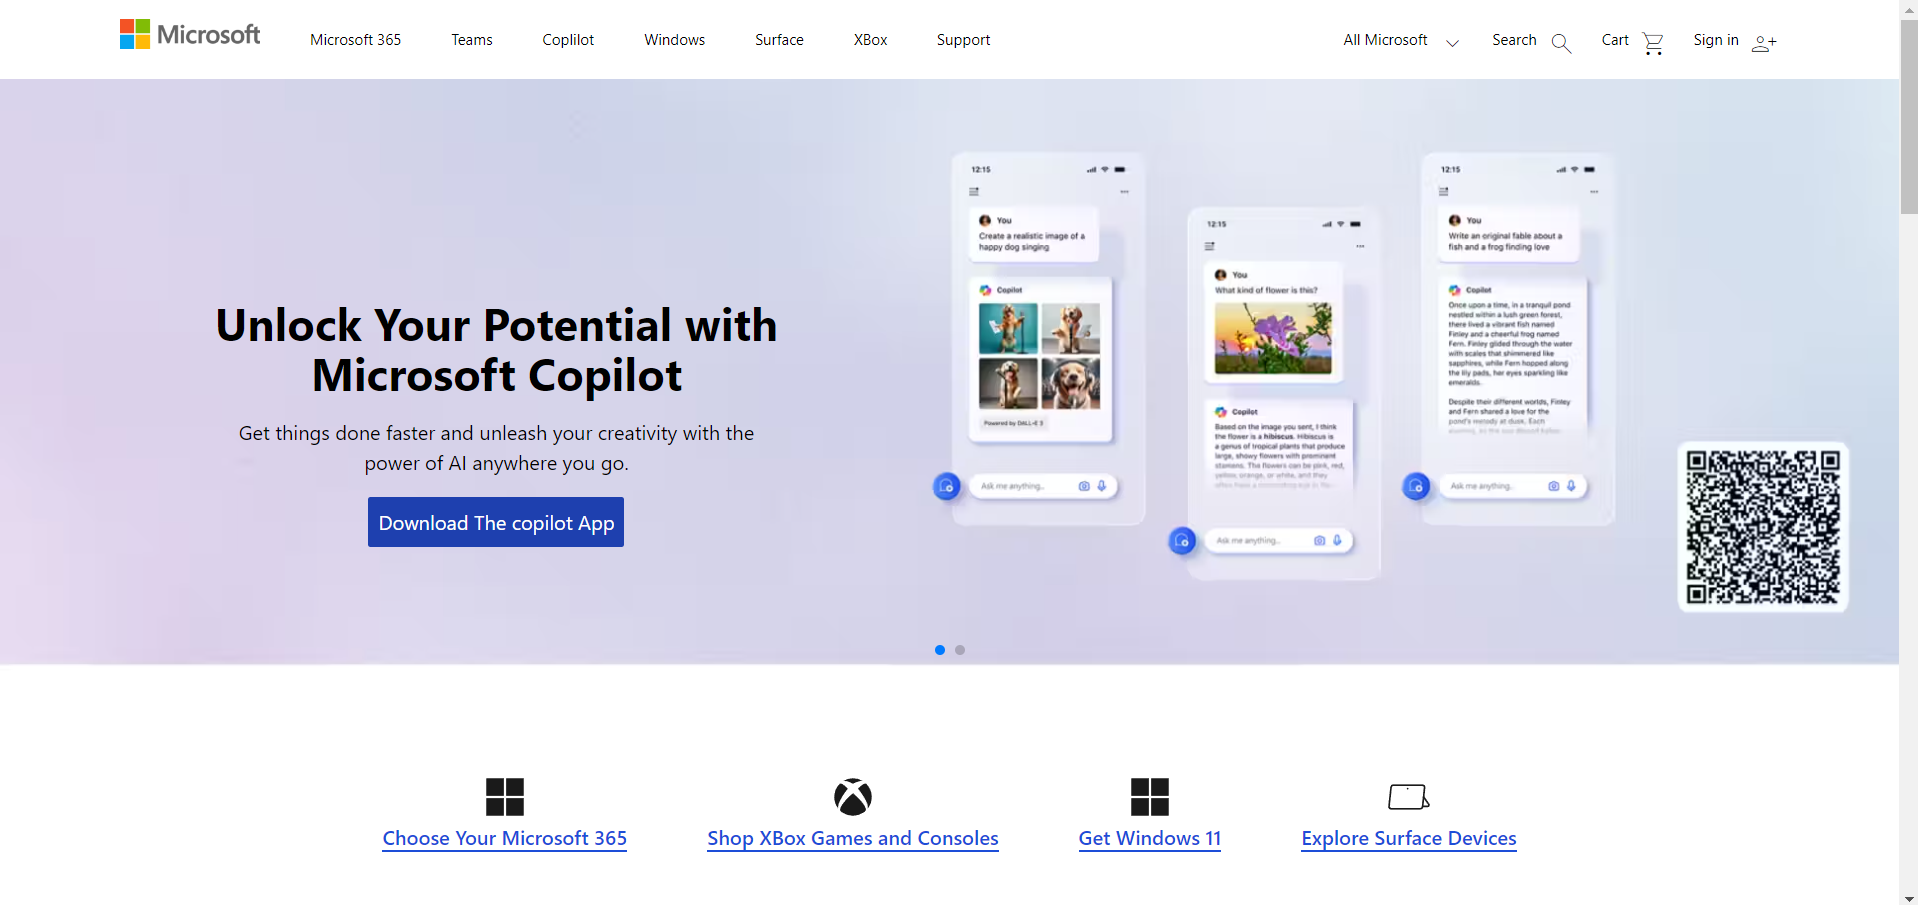 Microsoft
Microsoft 365
Teams
Coplilot
Windows
Surface
XBox
Support
All Microsoft
Search
Cart
Sign in
Unlock Your Potential with
Microsoft Copilot
Get things done faster and unleash your creativity with the
power of AI anywhere you go.
Download The copilot App
12:15
You
Create a realistic image of a
happy dog singing
Copilot
Powered by DALL•E 3
Ask me anything...
12:15
You
What kind of flower is this?
Copilot
Based on the image you sent, I think
the flower is a hibiscus. Hibiscus is
a genus of tropical plants that produce
large, showy flowers with prominent
stamens. The flowers can be pink, red,
yellow, orange, or white, and they
Ask me anything...
12:15
You
Write an original fable about a
fish and a frog finding love
Copilot
Once upon a time, in a tranquil pond
nestled within a lush green forest,
there lived a vibrant fish named
Finley and a cheerful frog named
Fern. Finley glided through the water
with scales that shimmered like
sapphires, while Fern hopped along
the lily pads, her eyes sparkling like
emeralds.
Despite their different worlds, Finley
and Fern shared a love for the
pond's melody at dusk. Each
Ask me anything...
Choose Your Microsoft 365
Shop XBox Games and Consoles
Get Windows 11
Explore Surface Devices